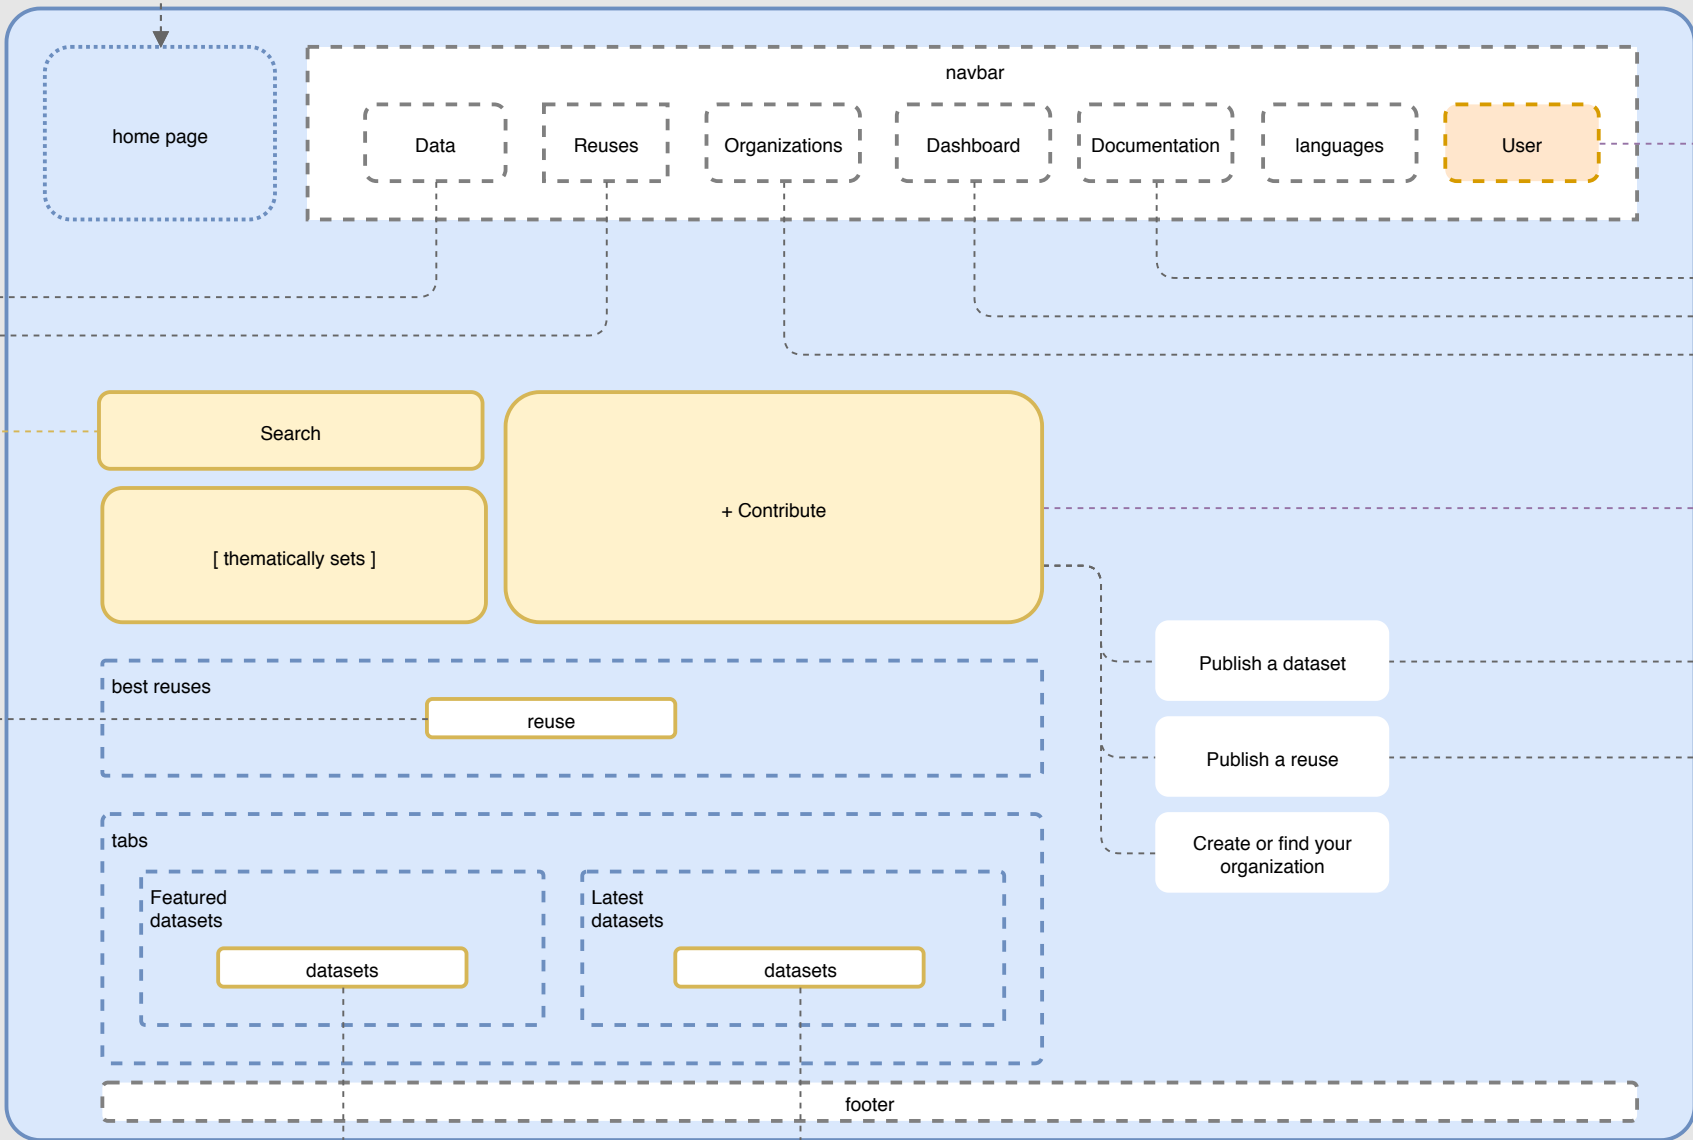 home page
navbar
Data
Reuses
Organizations
Dashboard
Documentation
languages
User
Search
+ Contribute
[ thematically sets ]
best reuses
reuse
Publish a dataset
Publish a reuse
Create or find your
organization
tabs
Featured
datasets
datasets
Latest
datasets
datasets
footer